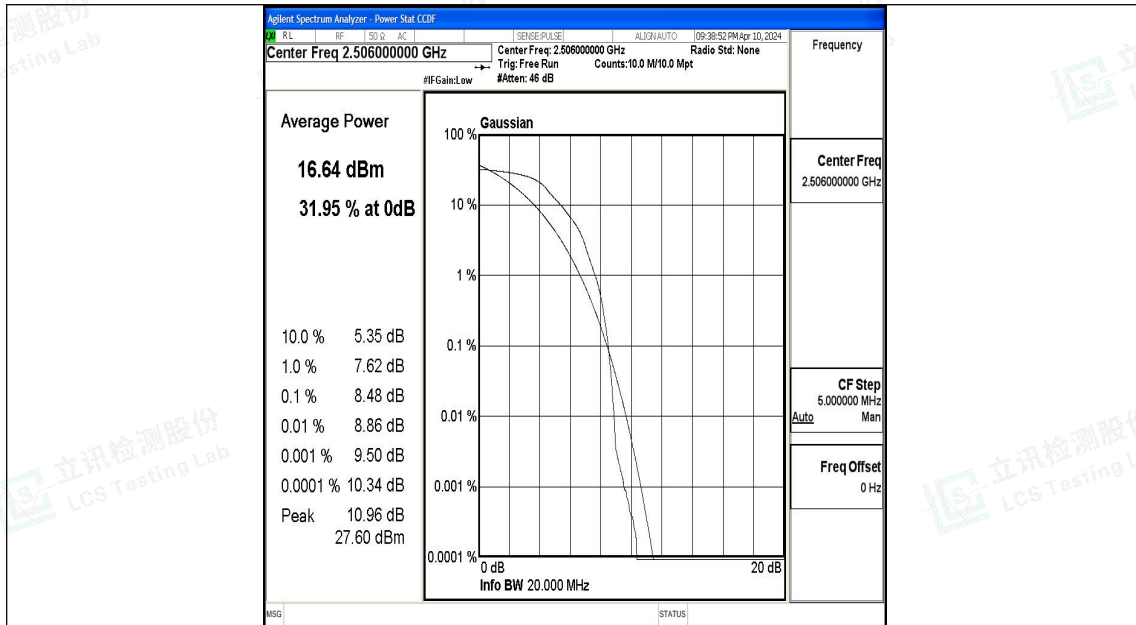 Agilent Spectrum Analyzer - Power Stat CCDF
RL RF 50 Ω AC SENSE:PULSE ALIGN AUTO 09:38:52 PM Apr 10, 2024
Center Freq 2.506000000 GHz
Center Freq: 2.506000000 GHz Radio Std: None
Trig: Free Run Counts:10.0 M/10.0 Mpt
#IFGain:Low #Atten: 46 dB
Frequency
Average Power
16.64 dBm
31.95 % at 0dB
10.0 % 5.35 dB
1.0 % 7.62 dB
0.1 % 8.48 dB
0.01 % 8.86 dB
0.001 % 9.50 dB
0.0001 % 10.34 dB
Peak 10.96 dB
27.60 dBm
Gaussian
100 %
10 %
1 %
0.1 %
0.01 %
0.001 %
0.0001 %
0 dB 20 dB
Info BW 20.000 MHz
Center Freq
2.506000000 GHz
CF Step
5.000000 MHz
Auto Man
Freq Offset
0 Hz
MSG STATUS
立讯检测股份
LCS Testing Lab
立讯检测股份
LCS Testing L